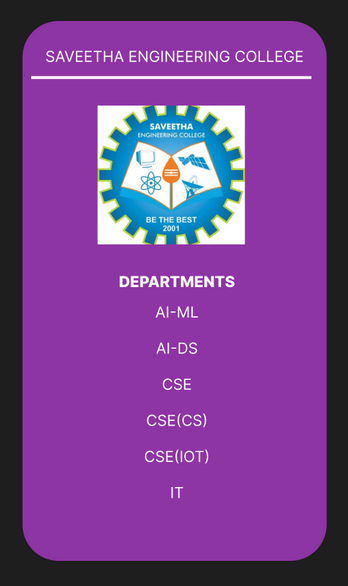 SAVEETHA ENGINEERING COLLEGE
SAVEETHA
ENGINEERING COLLEGE
BE THE BEST
2001
DEPARTMENTS
AI-ML
AI-DS
CSE
CSE(CS)
CSE(IOT)
IT